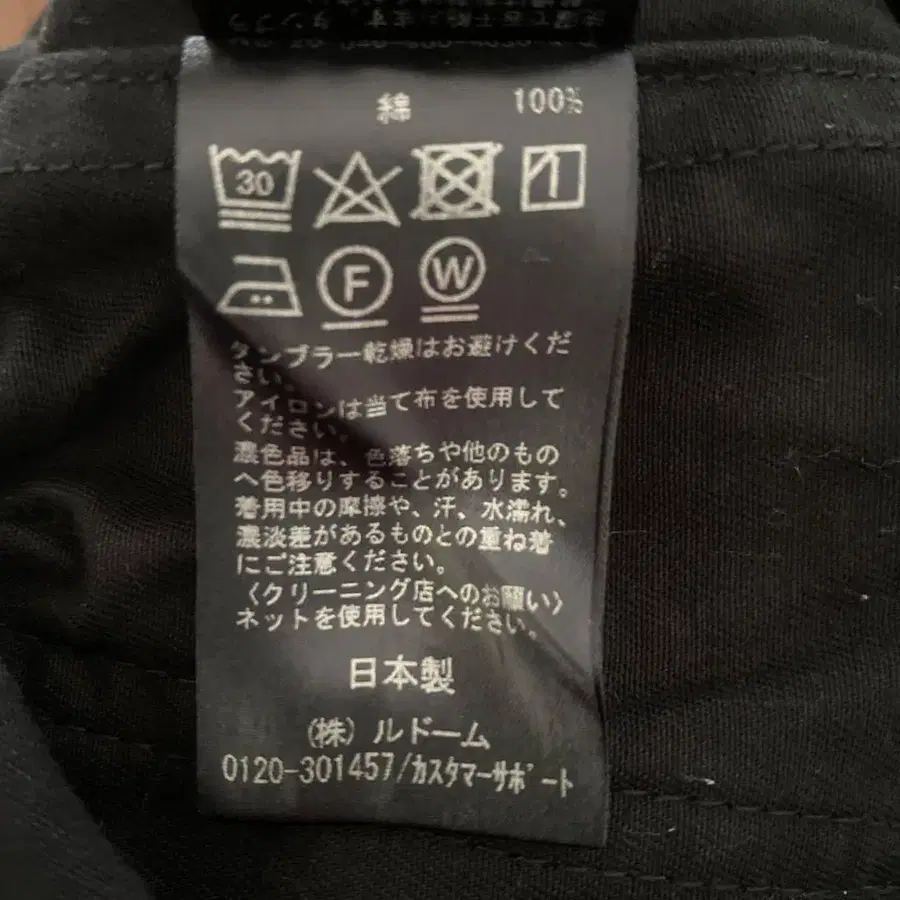 綿 100%
30
F W
タンブラー乾燥はお避けくだ
さい。
アイロンは当て布を使用して
ください。
濃色品は、色落ちや他のもの
へ色移りすることがあります。
着用中の摩擦や、汗、水濡れ、
濃淡差があるものとの重ね着
にご注意ください。
〈クリーニング店へのお願い〉
ネットを使用してください。
日本製
(株)ルドーム
0120-301457/カスタマーサポート